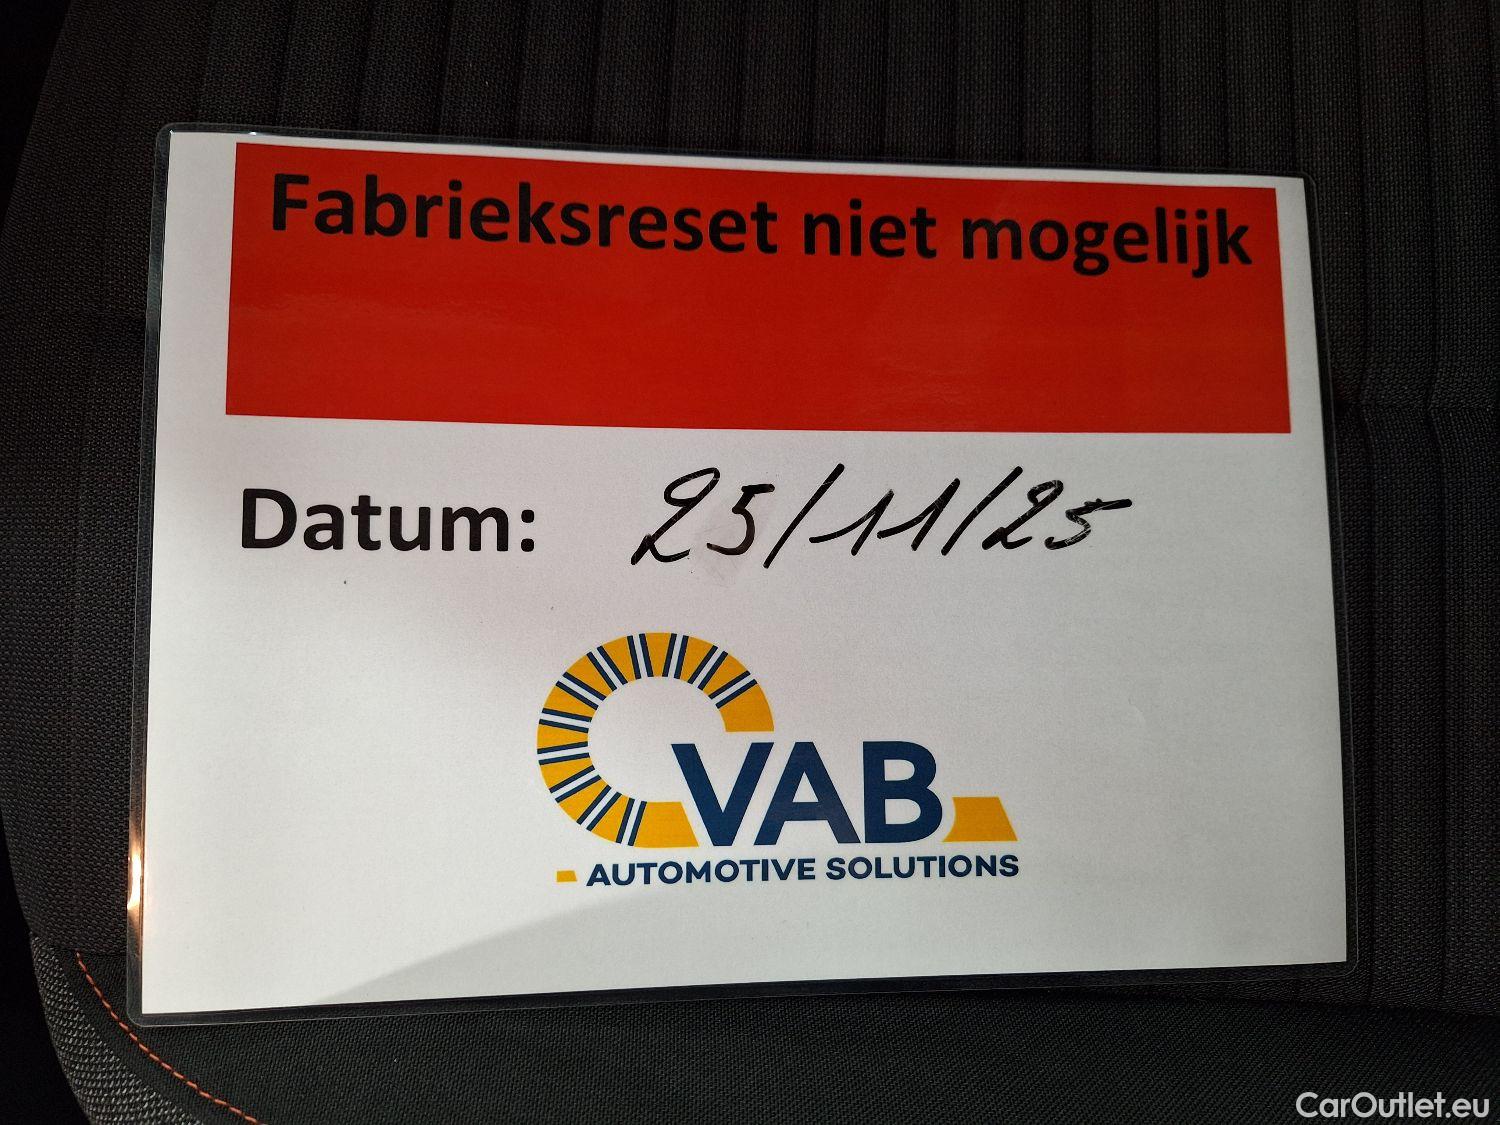 Fabrieksreset niet mogelijk
Datum: 25/11/25
VAB
AUTOMOTIVE SOLUTIONS
CarOutlet.eu